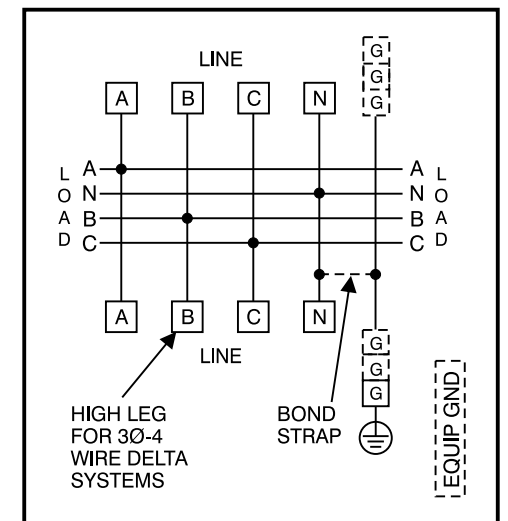 LINE
G
G
G
A B C N
L O A D
A
N
B
C
A
N
B
C
L O A D
A B C N
LINE
G
G
G
HIGH LEG
FOR 3Ø-4
WIRE DELTA
SYSTEMS
BOND
STRAP
EQUIP GND